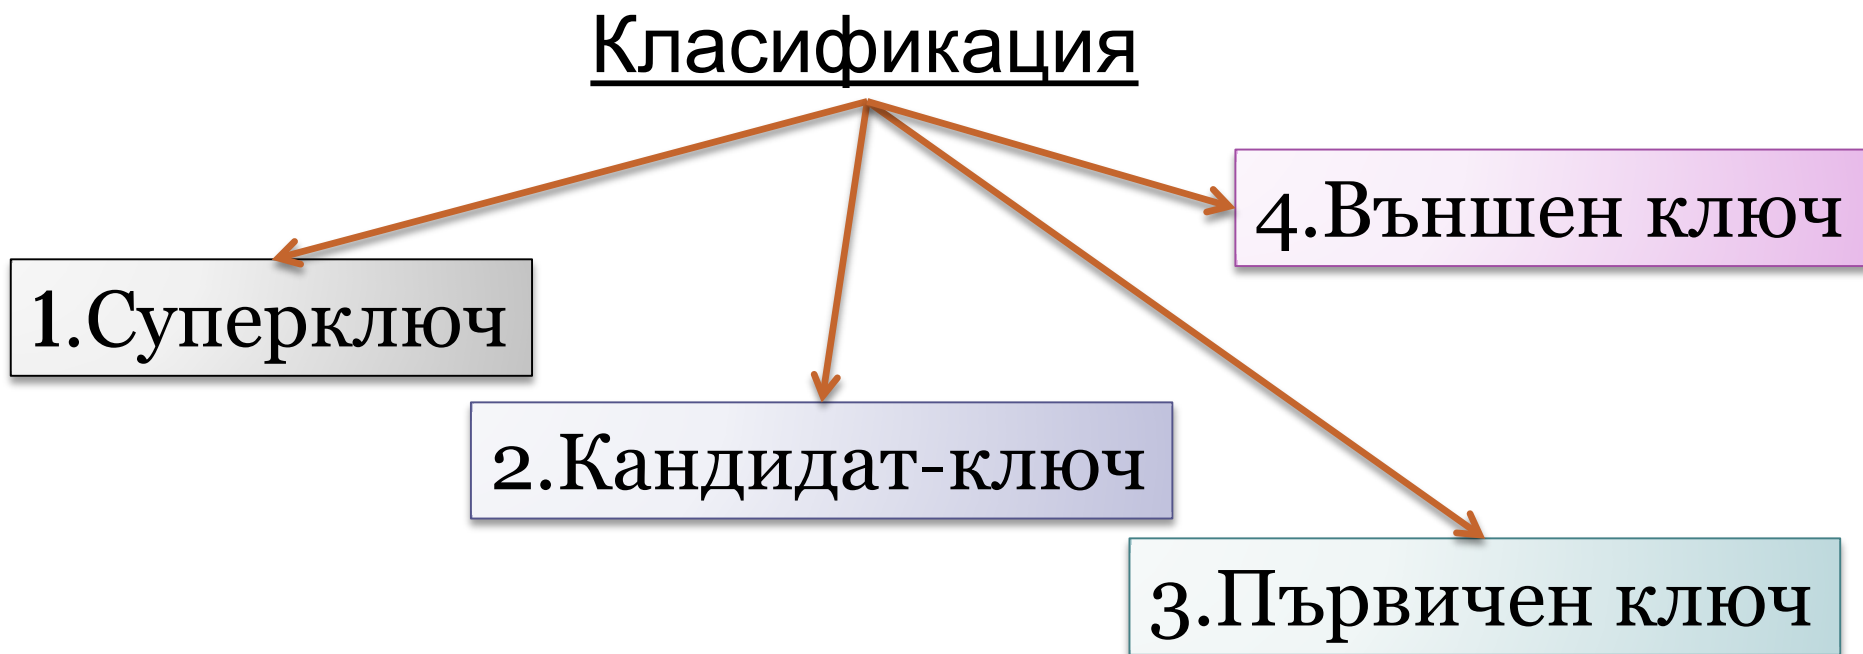 Класификация
4.Външен ключ
1.Суперключ
2.Кандидат-ключ
3.Първичен ключ